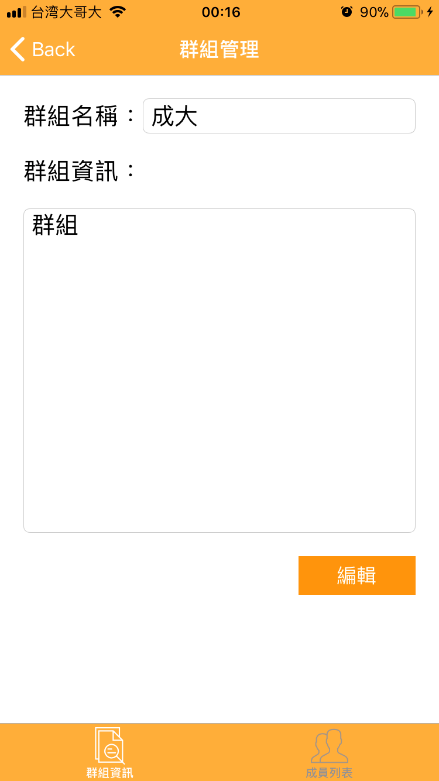 台湾大哥大 00:16 90%
Back 群組管理
群組名稱：成大
群組資訊：
群組
編輯
群組資訊 成員列表